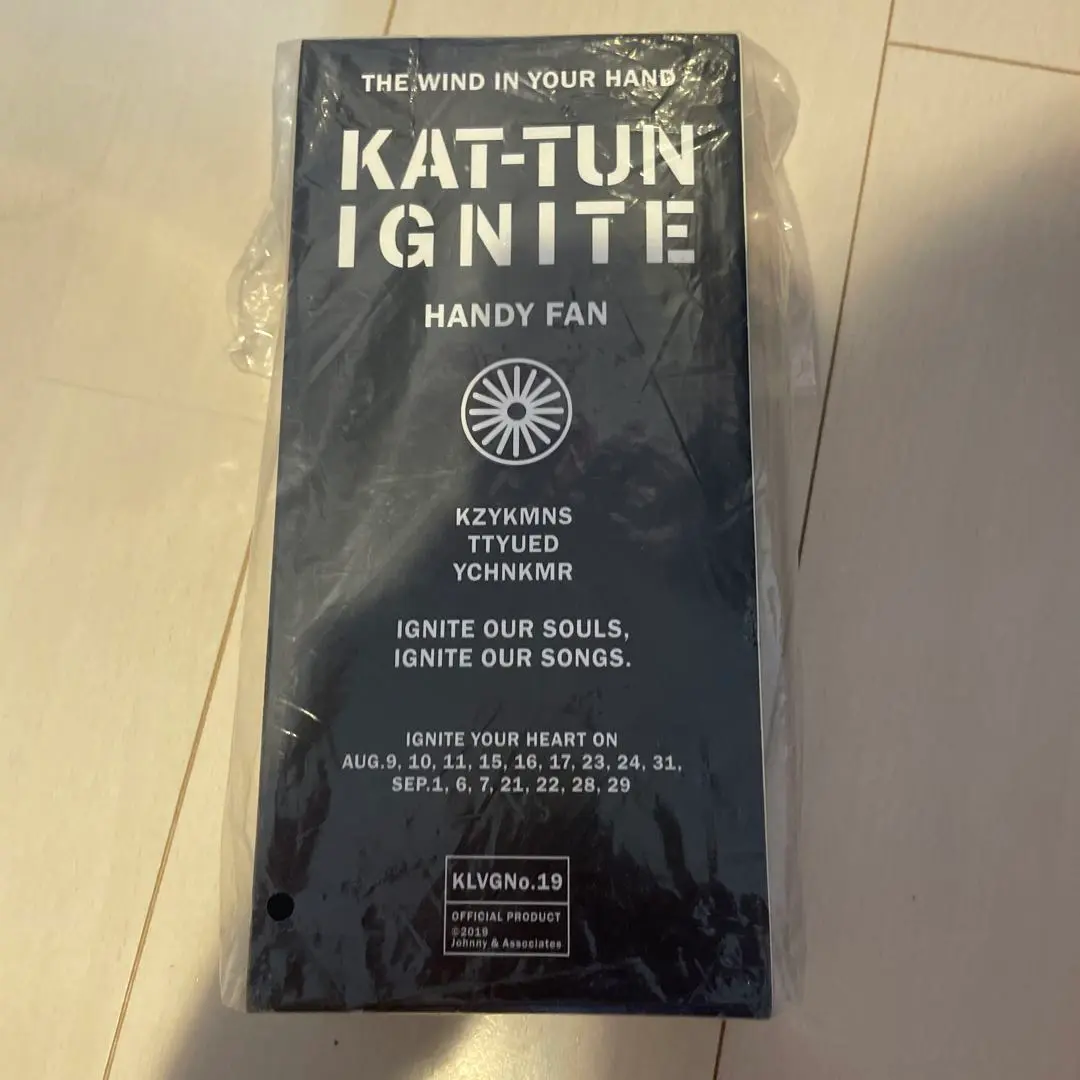 THE WIND IN YOUR HAND
KAT-TUN
IGNITE
HANDY FAN
KZYKMNS
TTYUED
YCHNKMR
IGNITE OUR SOULS,
IGNITE OUR SONGS.
IGNITE YOUR HEART ON
AUG.9, 10, 11, 15, 16, 17, 23, 24, 31,
SEP.1, 6, 7, 21, 22, 28, 29
KLVGNo.19
OFFICIAL PRODUCT
©2019
Johnny & Associates